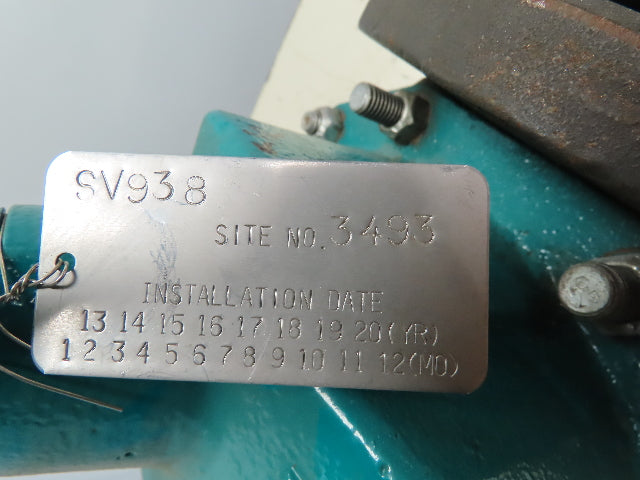 SV938
SITE NO. 3493
INSTALLATION DATE
13 14 15 16 17 18 19 20(YR)
1 2 3 4 5 6 7 8 9 10 11 12(MO)